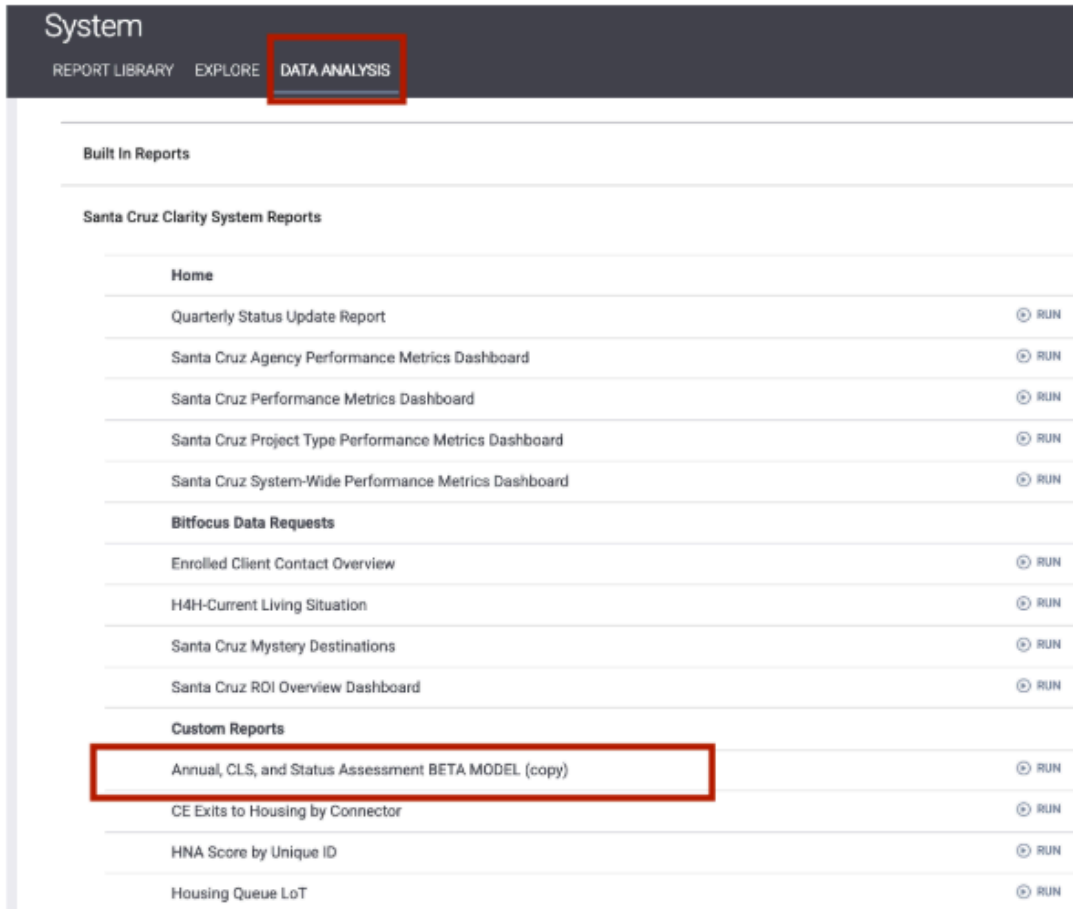 System
REPORT LIBRARY EXPLORE DATA ANALYSIS
Built In Reports
Santa Cruz Clarity System Reports
Home
Quarterly Status Update Report RUN
Santa Cruz Agency Performance Metrics Dashboard RUN
Santa Cruz Performance Metrics Dashboard RUN
Santa Cruz Project Type Performance Metrics Dashboard RUN
Santa Cruz System-Wide Performance Metrics Dashboard RUN
Bitfocus Data Requests
Enrolled Client Contact Overview RUN
H4H-Current Living Situation RUN
Santa Cruz Mystery Destinations RUN
Santa Cruz ROI Overview Dashboard RUN
Custom Reports
Annual, CLS, and Status Assessment BETA MODEL (copy) RUN
CE Exits to Housing by Connector RUN
HNA Score by Unique ID RUN
Housing Queue LoT RUN